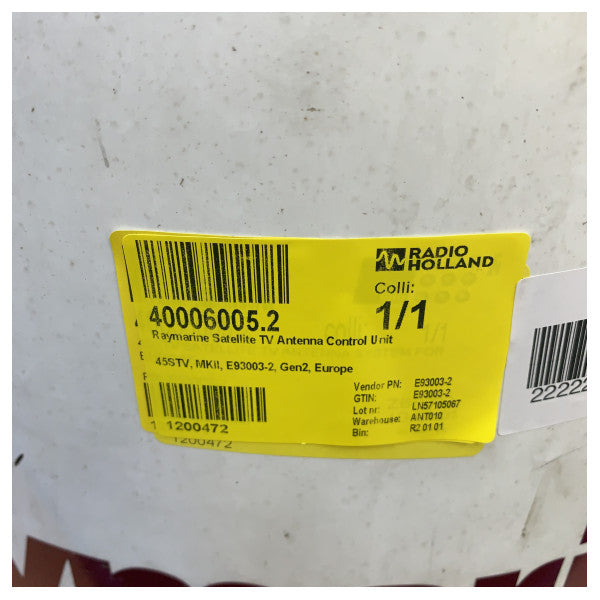 RADIO
HOLLAND
Colli:
1/1
40006005.2
Raymarine Satellite TV Antenna Control Unit
45STV, MKII, E93003-2, Gen2, Europe
Vendor PN: E93003-2
GTIN: E93003-2
Lot nr: LN57105067
Warehouse: ANT010
Bin: R2 01 01
1 1200472
1200472
22222